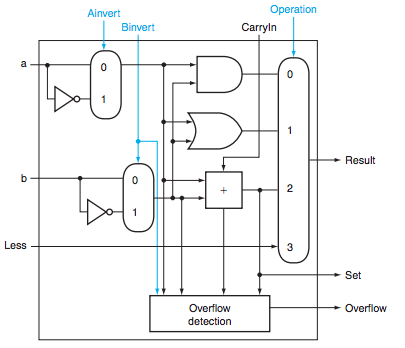 Ainvert
Operation
Binvert
CarryIn
a
0
1
0
1
b
0
1
+
2
Result
Less
3
Set
Overflow
detection
Overflow